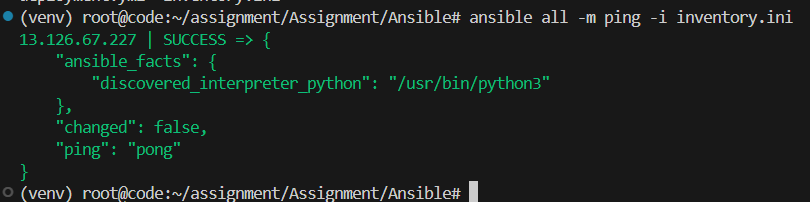 (venv) root@code:~/assignment/Assignment/Ansible# ansible all -m ping -i inventory.ini
13.126.67.227 | SUCCESS => {
    "ansible_facts": {
        "discovered_interpreter_python": "/usr/bin/python3"
    },
    "changed": false,
    "ping": "pong"
}
(venv) root@code:~/assignment/Assignment/Ansible#